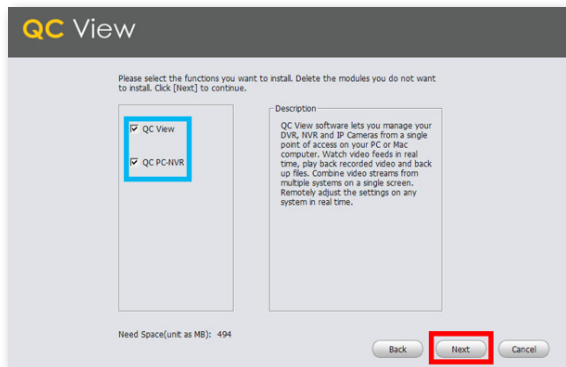 QC View
Please select the functions you want to install. Delete the modules you do not want
to install. Click [Next] to continue.
QC View
QC PC-NVR
Description
QC View software lets you manage your
DVR, NVR and IP Cameras from a single
point of access on your PC or Mac
computer. Watch video feeds in real
time, play back recorded video and back
up files. Combine video streams from
multiple systems on a single screen.
Remotely adjust the settings on any
system in real time.
Need Space(unit as MB): 494
Back Next Cancel